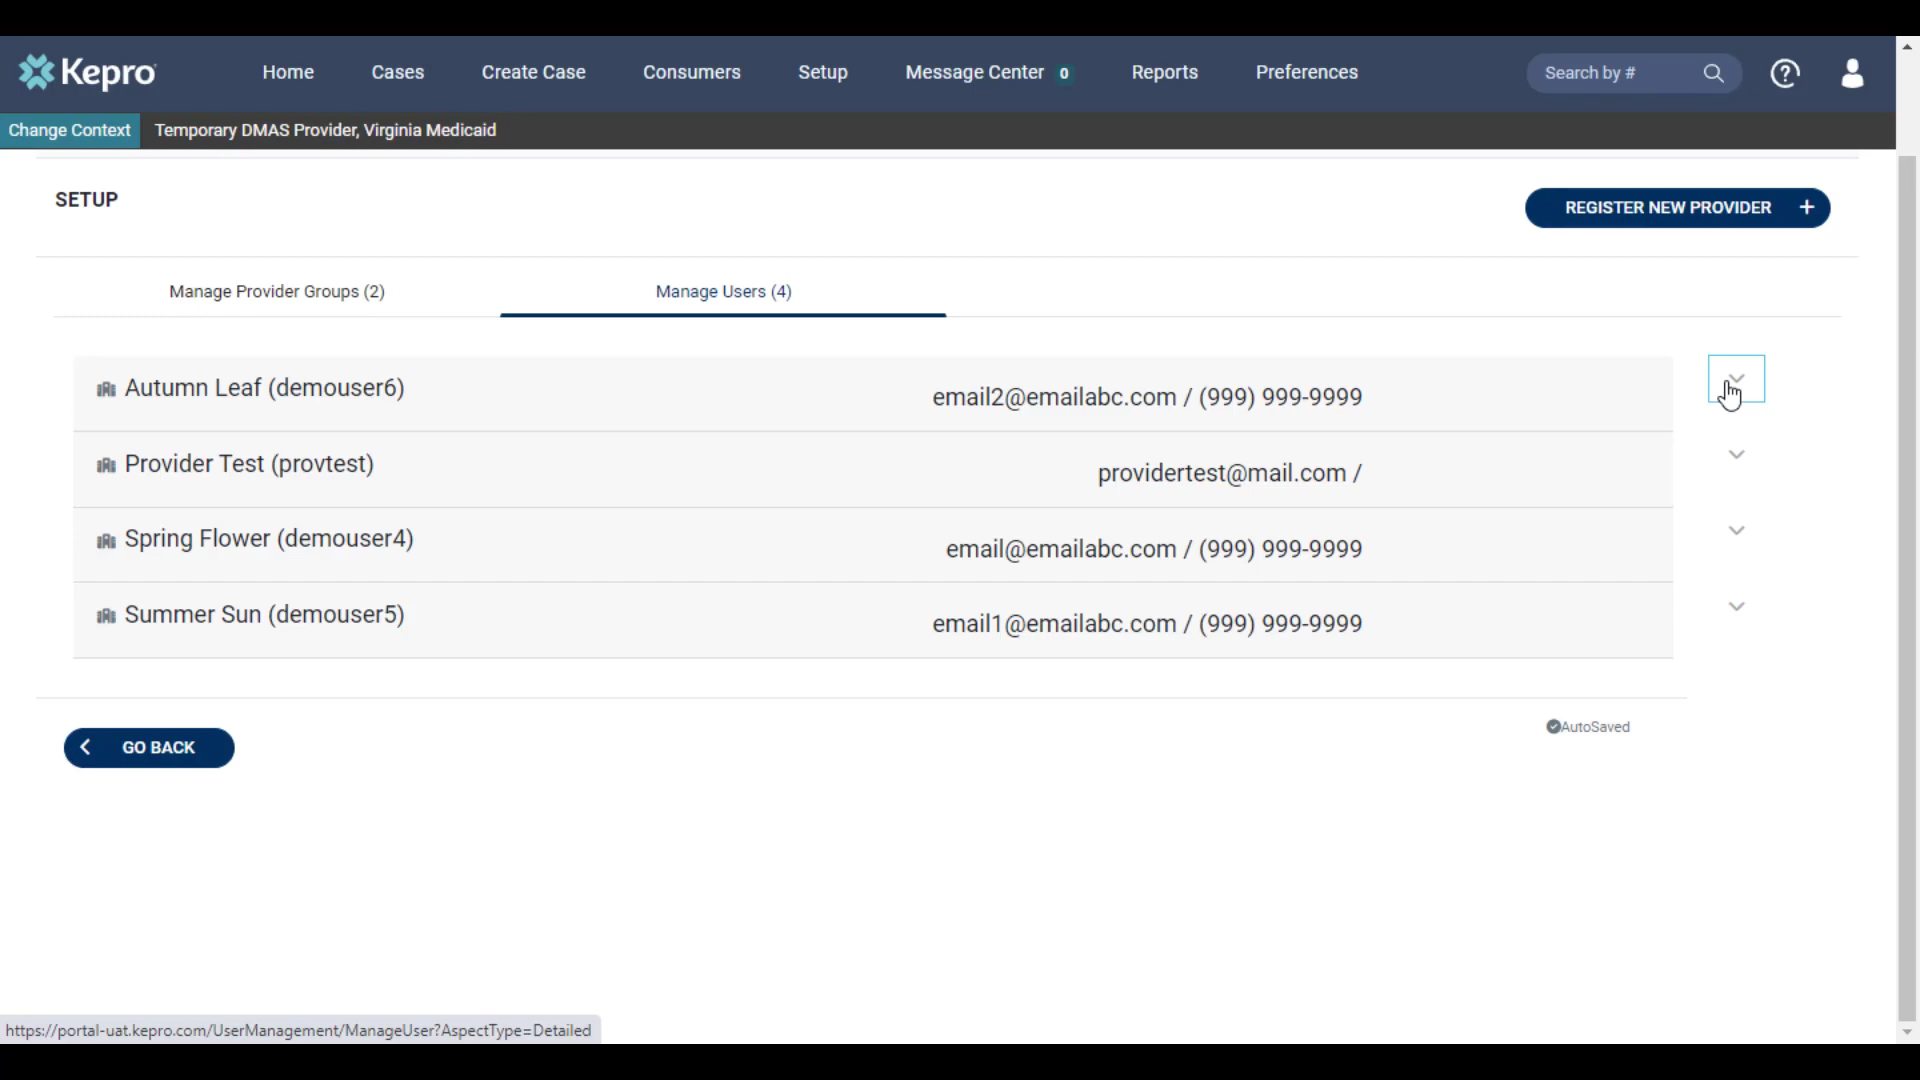 Kepro
Home Cases Create Case Consumers Setup Message Center 0 Reports Preferences Search by #
Change Context Temporary DMAS Provider, Virginia Medicaid
SETUP
REGISTER NEW PROVIDER +
Manage Provider Groups (2) Manage Users (4)
Autumn Leaf (demouser6) email2@emailabc.com / (999) 999-9999
Provider Test (provtest) providertest@mail.com /
Spring Flower (demouser4) email@emailabc.com / (999) 999-9999
Summer Sun (demouser5) email1@emailabc.com / (999) 999-9999
AutoSaved
GO BACK
https://portal-uat.kepro.com/UserManagement/ManageUser?AspectType=Detailed